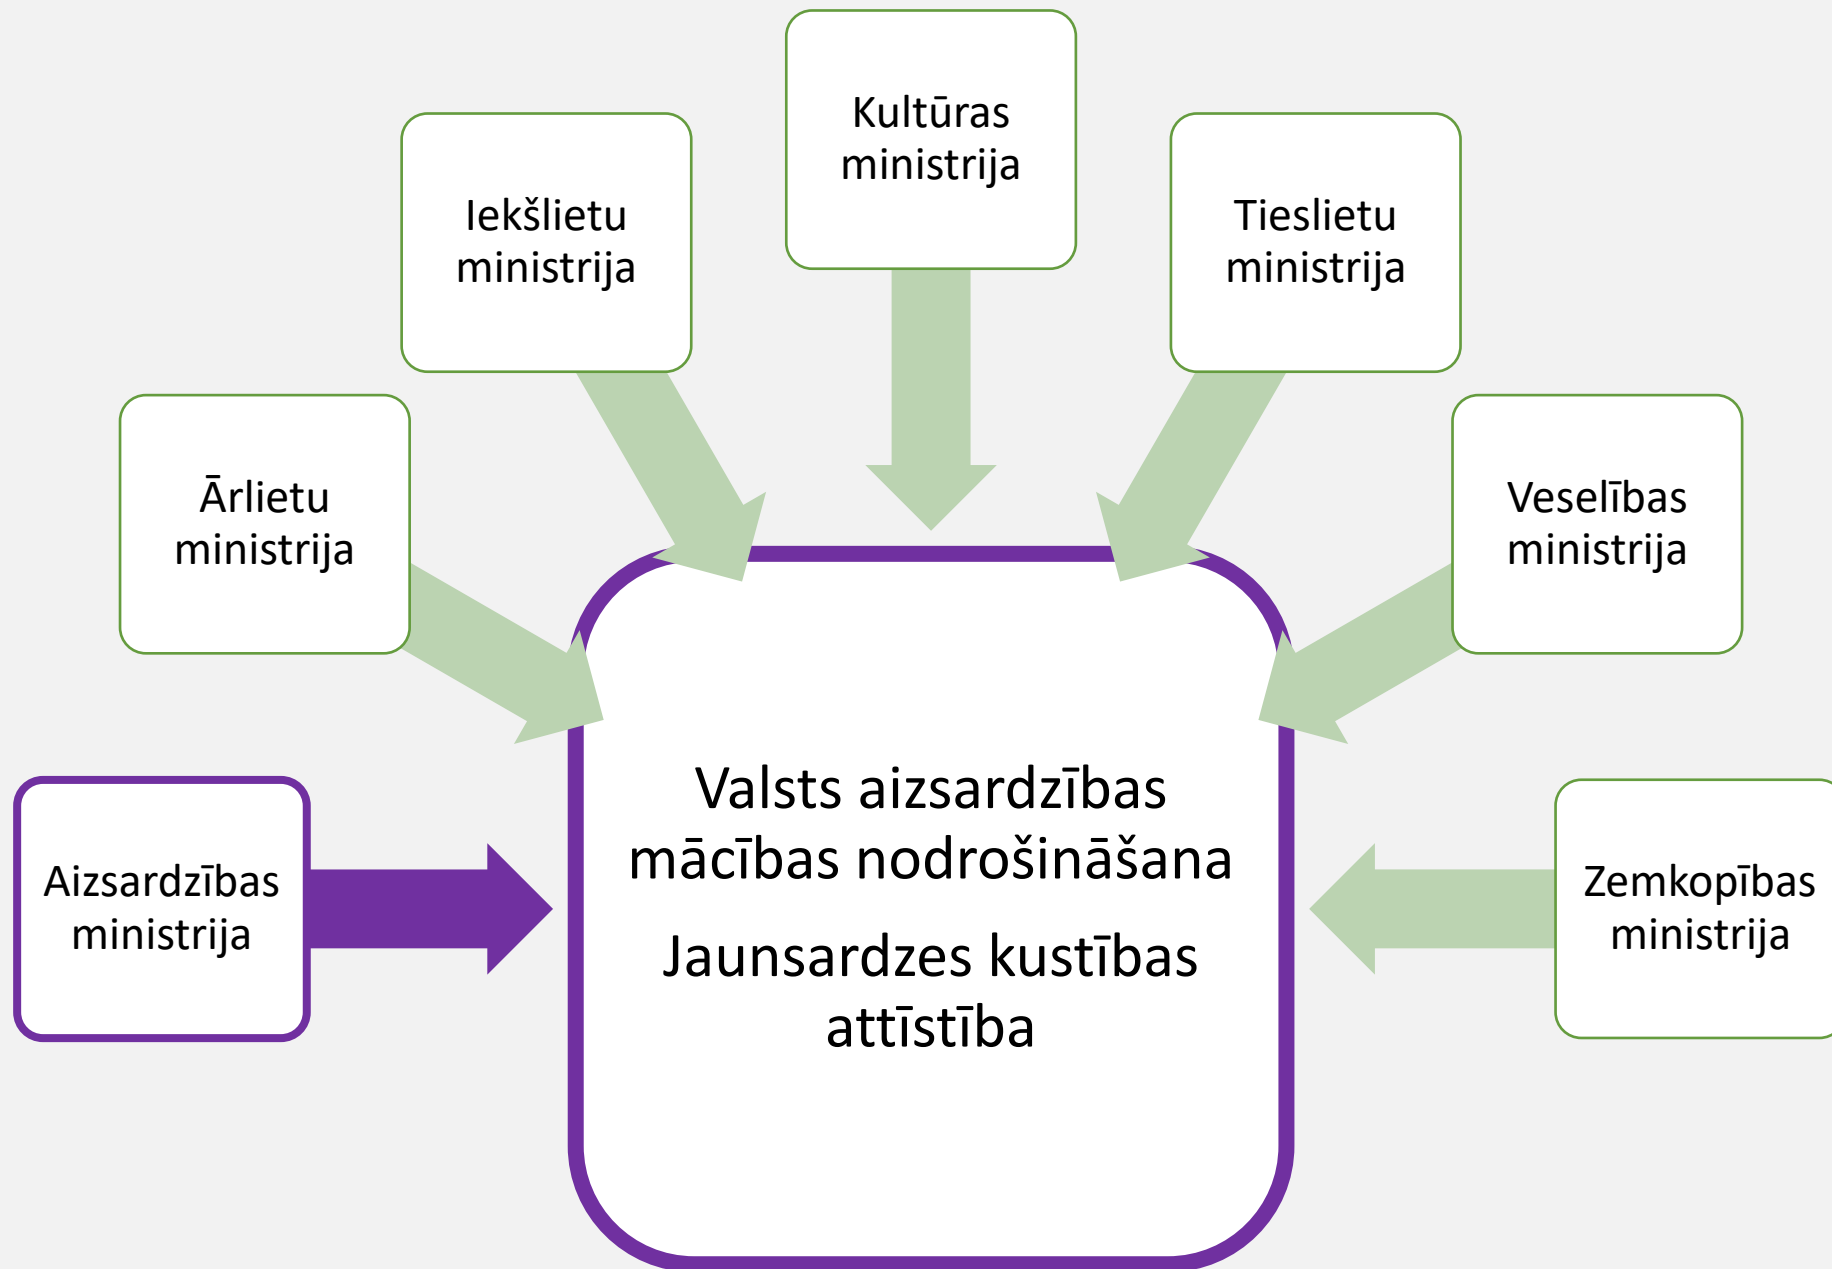 Kultūras
ministrija
Iekšlietu
ministrija
Tieslietu
ministrija
Ārlietu
ministrija
Veselības
ministrija
Aizsardzības
ministrija
Valsts aizsardzības
mācības nodrošināšana
Jaunsardzes kustības
attīstība
Zemkopības
ministrija